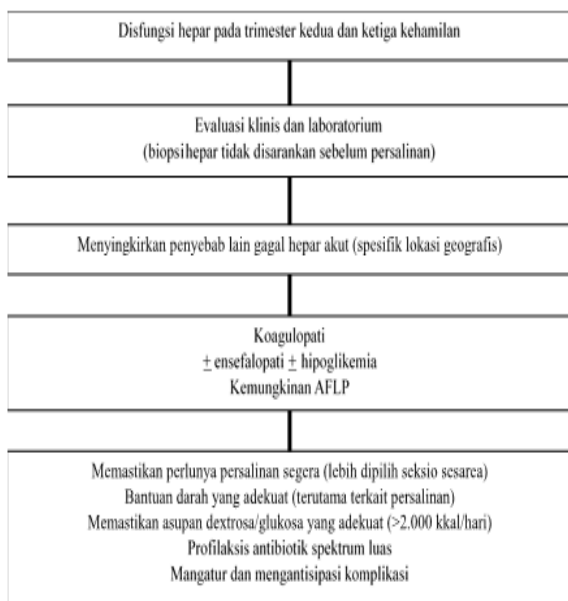 Disfungsi hepar pada trimester kedua dan ketiga kehamilan
Evaluasi klinis dan laboratorium
(biopsihepar tidak disarankan sebelum persalinan)
Menyingkirkan penyebab lain gagal hepar akut (spesifik lokasi geografis)
Koagulopati
± ensefalopati ± hipoglikemia
Kemungkinan AFLP
Memastikan perlunya persalinan segera (lebih dipilih seksio sesarea)
Bantuan darah yang adekuat (terutama terkait persalinan)
Memastikan asupan dextrosa/glukosa yang adekuat (>2.000 kkal/hari)
Profilaksis antibiotik spektrum luas
Mangatur dan mengantisipasi komplikasi